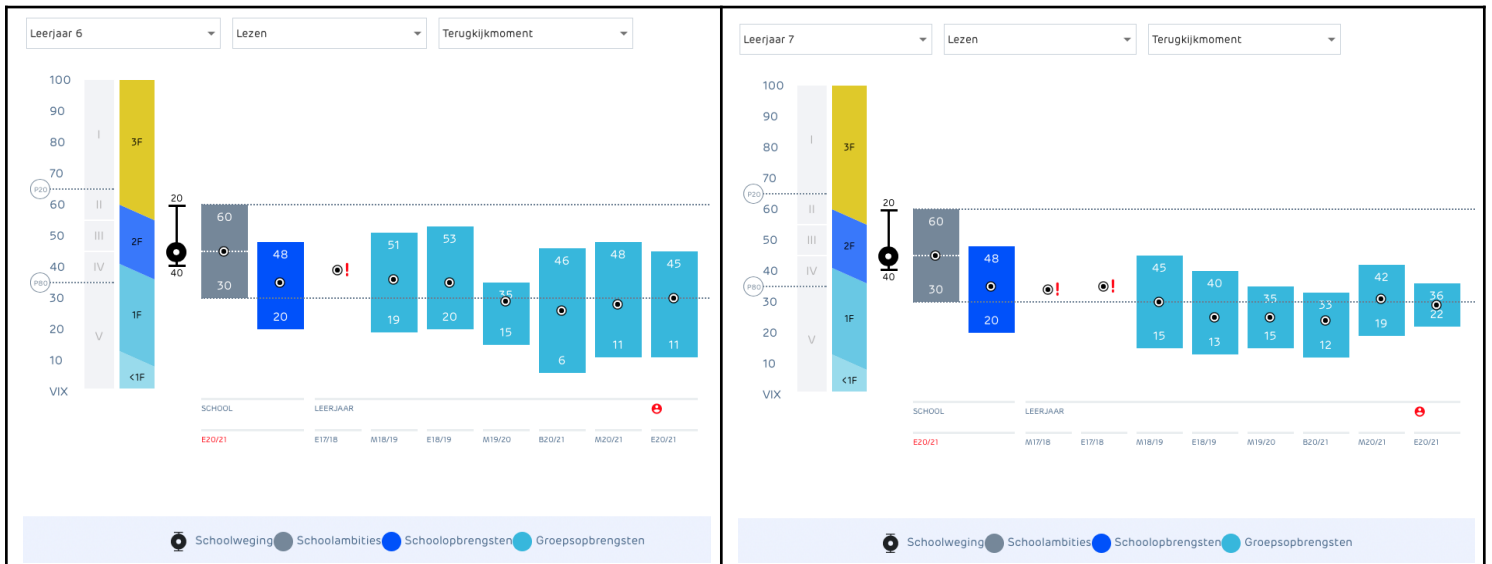 Leerjaar 6 Lezen Terugkijkmoment
100
90
80
70
60
50
40
30
20
10
VIX
P20
P80
I
II
III
IV
V
3F
2F
1F
<1F
20
40
60
30
48
20
!
51
19
53
20
35
15
46
6
48
11
45
11
SCHOOL LEERJAAR
E20/21 E17/18 M18/19 E18/19 M19/20 B20/21 M20/21 E20/21
Schoolweging Schoolambities Schoolopbrengsten Groepsopbrengsten
Leerjaar 7 Lezen Terugkijkmoment
100
90
80
70
60
50
40
30
20
10
VIX
P20
P80
I
II
III
IV
V
3F
2F
1F
<1F
20
40
60
30
48
20
!
!
45
15
40
13
35
15
33
12
42
19
36
22
SCHOOL LEERJAAR
E20/21 M17/18 E17/18 M18/19 E18/19 M19/20 B20/21 M20/21 E20/21
Schoolweging Schoolambities Schoolopbrengsten Groepsopbrengsten